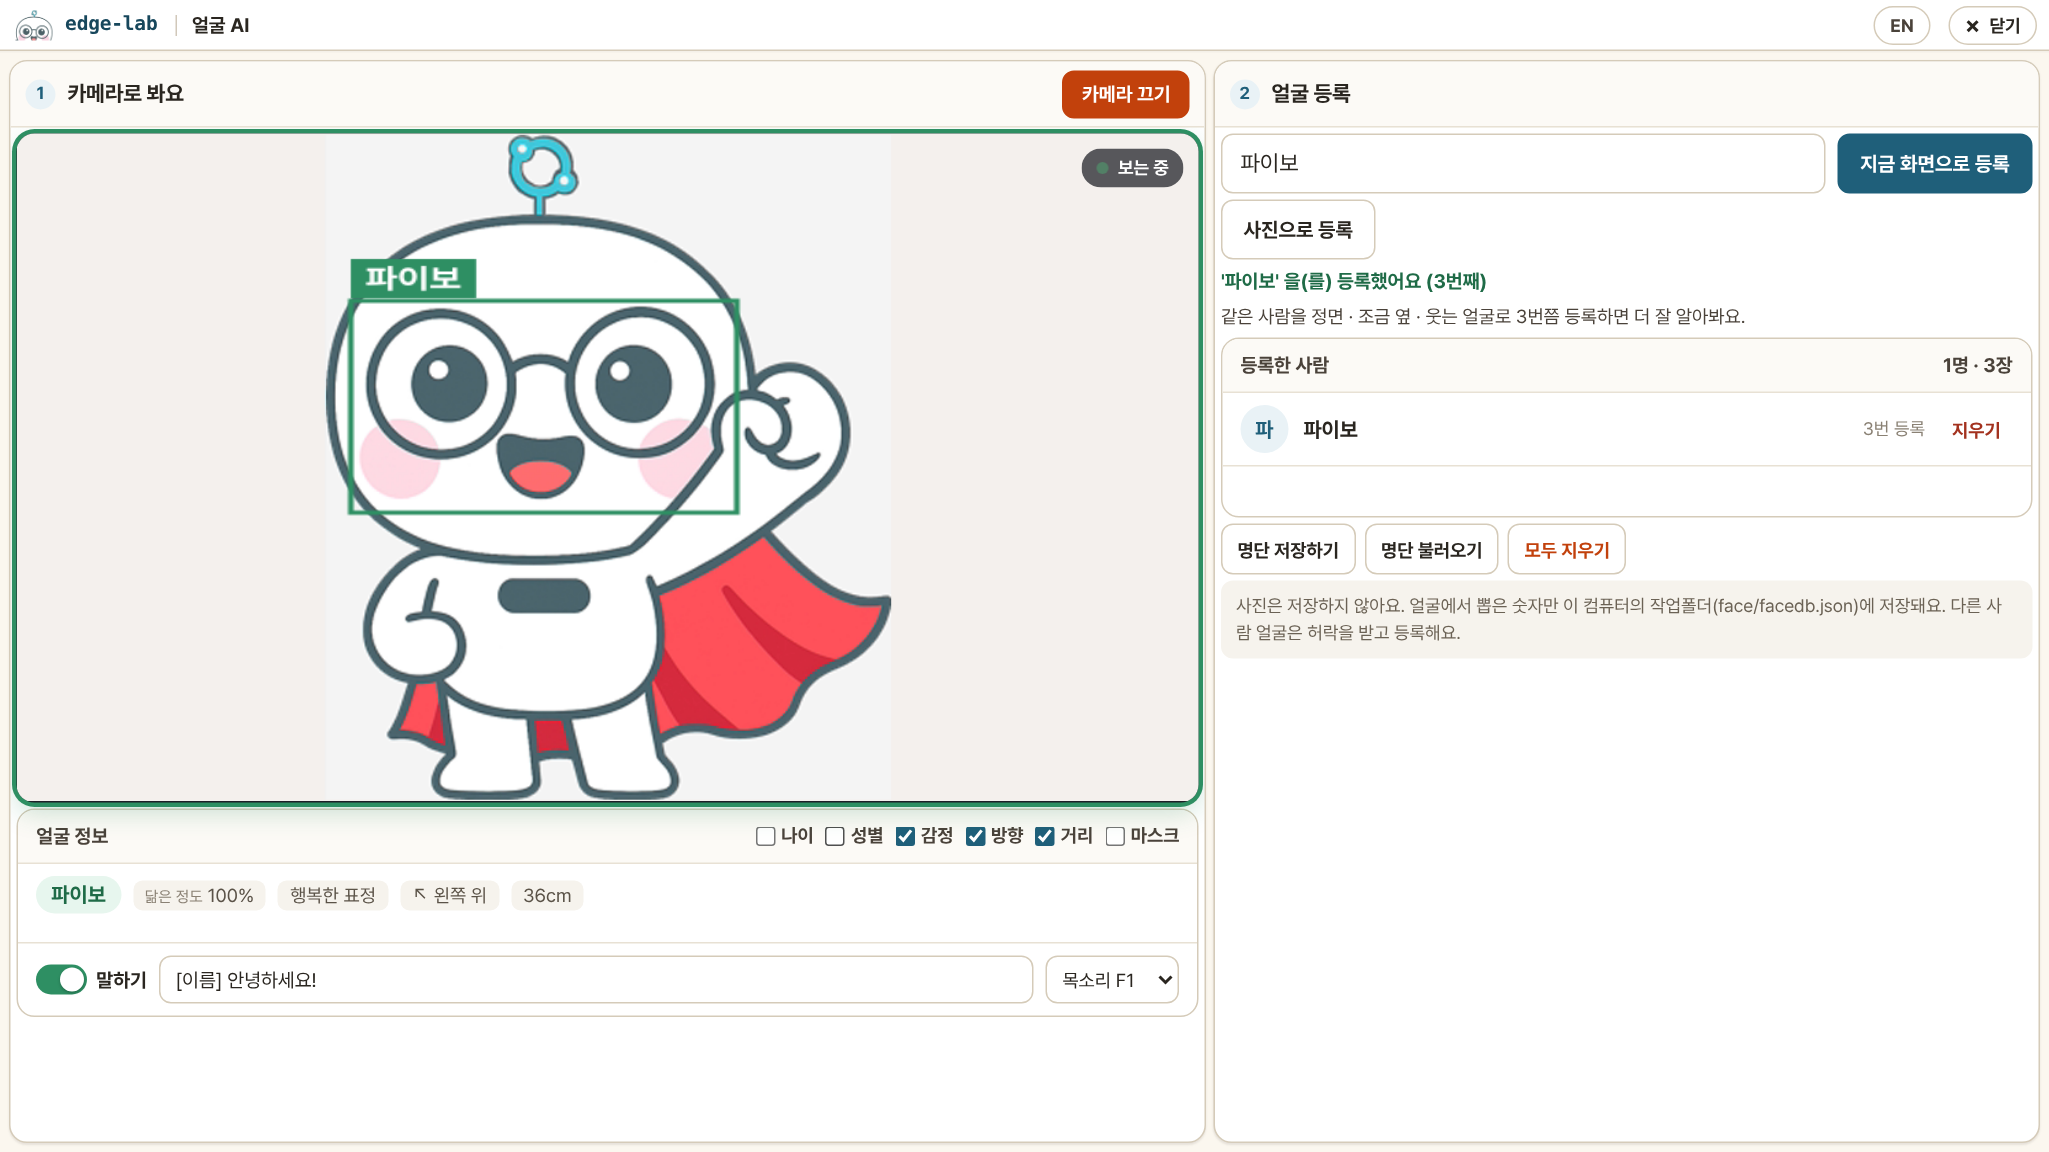 edge-lab
얼굴 AI
EN
✖ 닫기
1
카메라로 봐요
카메라 끄기
보는 중
파이보
얼굴 정보
나이
성별
감정
방향
거리
마스크
파이보
닮은 정도 100%
행복한 표정
↖ 왼쪽 위
36cm
말하기
[이름] 안녕하세요!
목소리 F1
2
얼굴 등록
파이보
지금 화면으로 등록
사진으로 등록
'파이보' 을(를) 등록했어요 (3번째)
같은 사람을 정면 · 조금 옆 · 웃는 얼굴로 3번쯤 등록하면 더 잘 알아봐요.
등록한 사람
1명 · 3장
파
파이보
3번 등록
지우기
명단 저장하기
명단 불러오기
모두 지우기
사진은 저장하지 않아요. 얼굴에서 뽑은 숫자만 이 컴퓨터의 작업폴더(face/facedb.json)에 저장돼요. 다른 사
람 얼굴은 허락을 받고 등록해요.